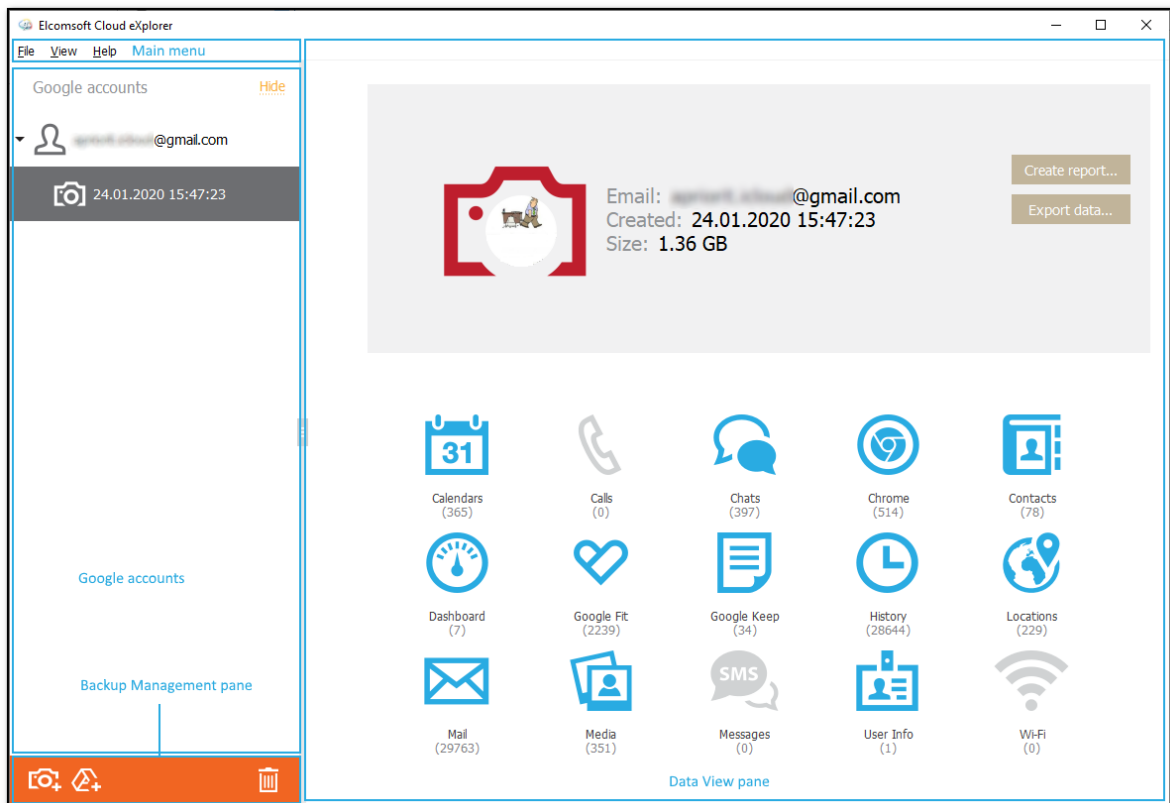 Elcomsoft Cloud eXplorer
File View Help Main menu
Google accounts Hide
@gmail.com
24.01.2020 15:47:23
Create report...
Export data...
Email: @gmail.com
Created: 24.01.2020 15:47:23
Size: 1.36 GB
31
Calendars Calls Chats Chrome Contacts
(365) (0) (397) (514) (78)
Google accounts
Dashboard Google Fit Google Keep History Locations
(7) (2239) (34) (28644) (229)
Backup Management pane
SMS
Mail Media Messages User Info Wi-Fi
(29763) (351) (0) (1) (0)
Data View pane